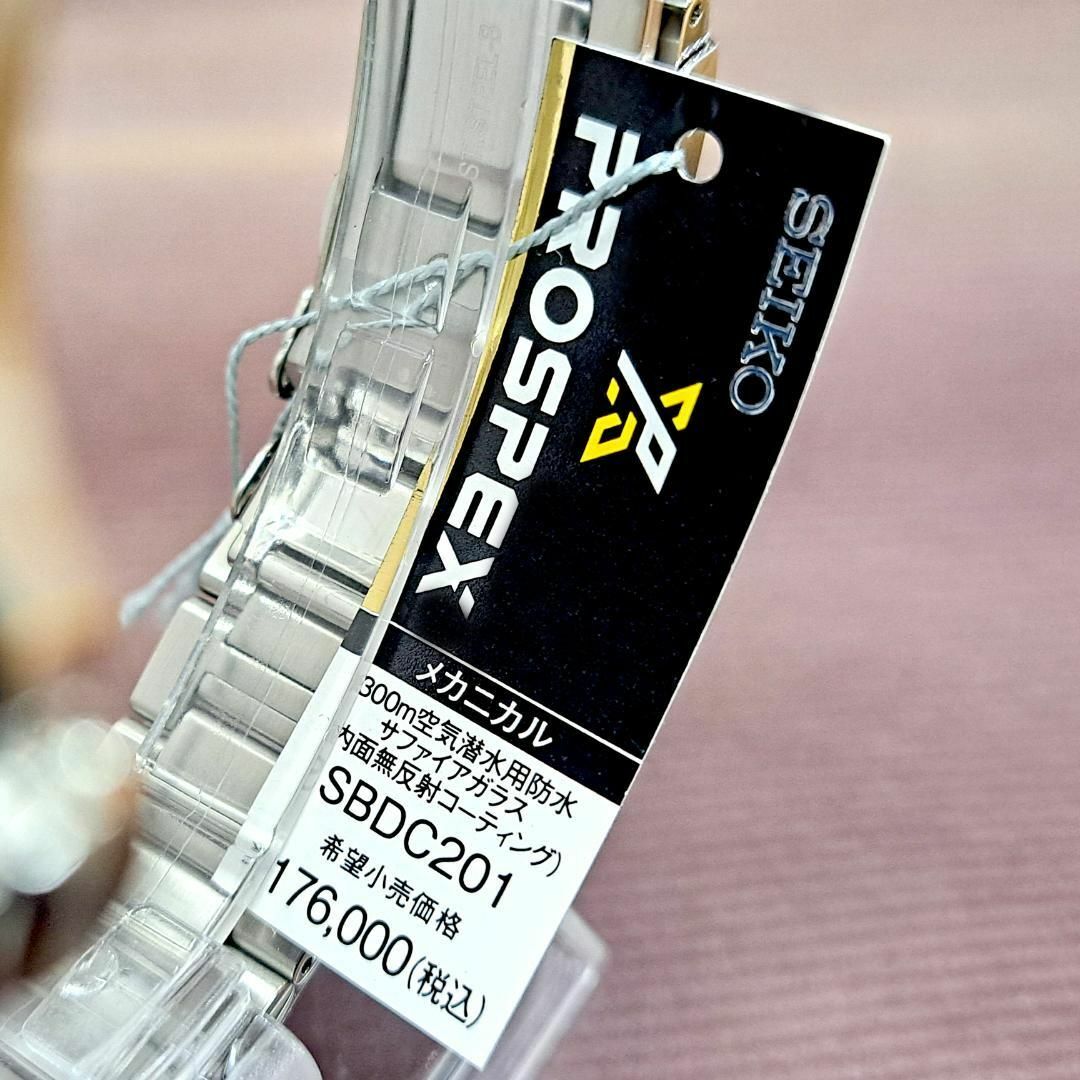 SEIKO
PROSPEX
メカニカル
300m空気潜水用防水
サファイアガラス
内面無反射コーティング)
SBDC201
希望小売価格
176,000(税込)